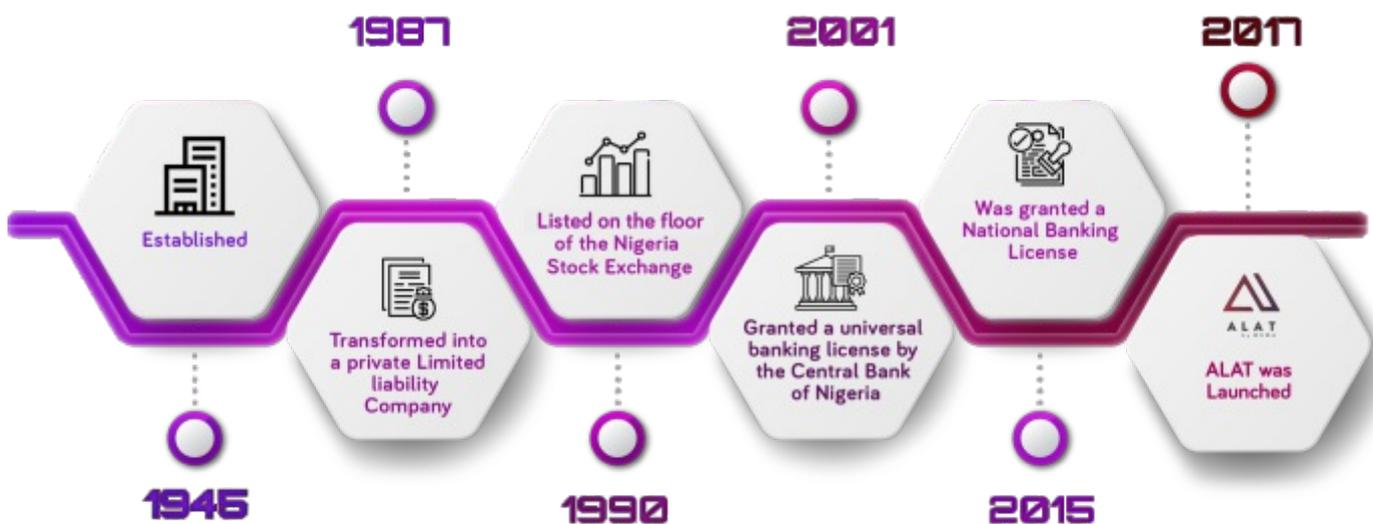 1987
2001
2017
Established
Listed on the floor
of the Nigeria
Stock Exchange
Was granted a
National Banking
License
Transformed into
a private Limited
liability
Company
Granted a universal
banking license by
the Central Bank
of Nigeria
ALAT
ALAT was
Launched
1945
1990
2015